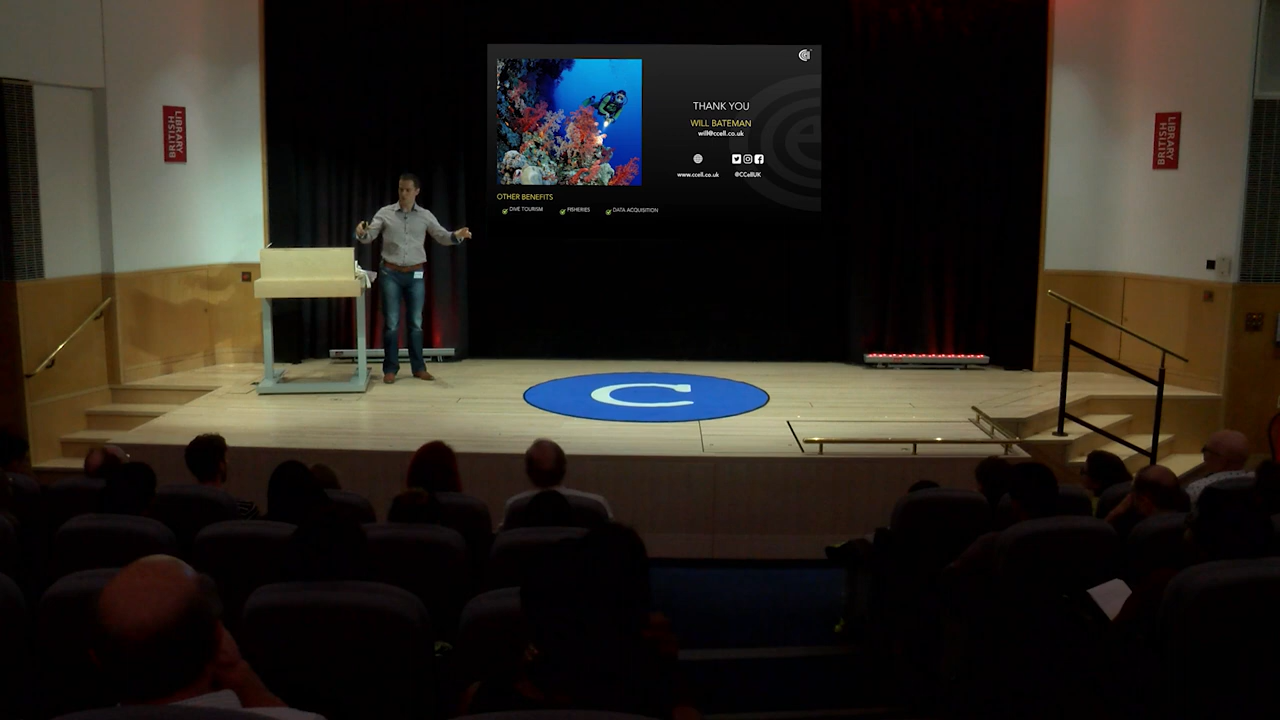 THANK YOU
WILL BATEMAN
will@ccell.co.uk
www.ccell.co.uk
@CCellUK
OTHER BENEFITS
DIVE TOURISM
FISHERIES
DATA ACQUISITION
LIBRARY
BRITISH
LIBRARY
BRITISH
C